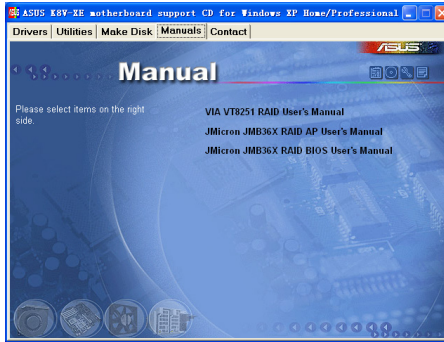 ASUS K8V-XE motherboard support CD for Windows XP Home/Professional
Drivers Utilities Make Disk Manuals Contact
ASUS
Manual
Please select items on the right
side.
VIA VT8251 RAID User's Manual
JMicron JMB36X RAID AP User's Manual
JMicron JMB36X RAID BIOS User's Manual